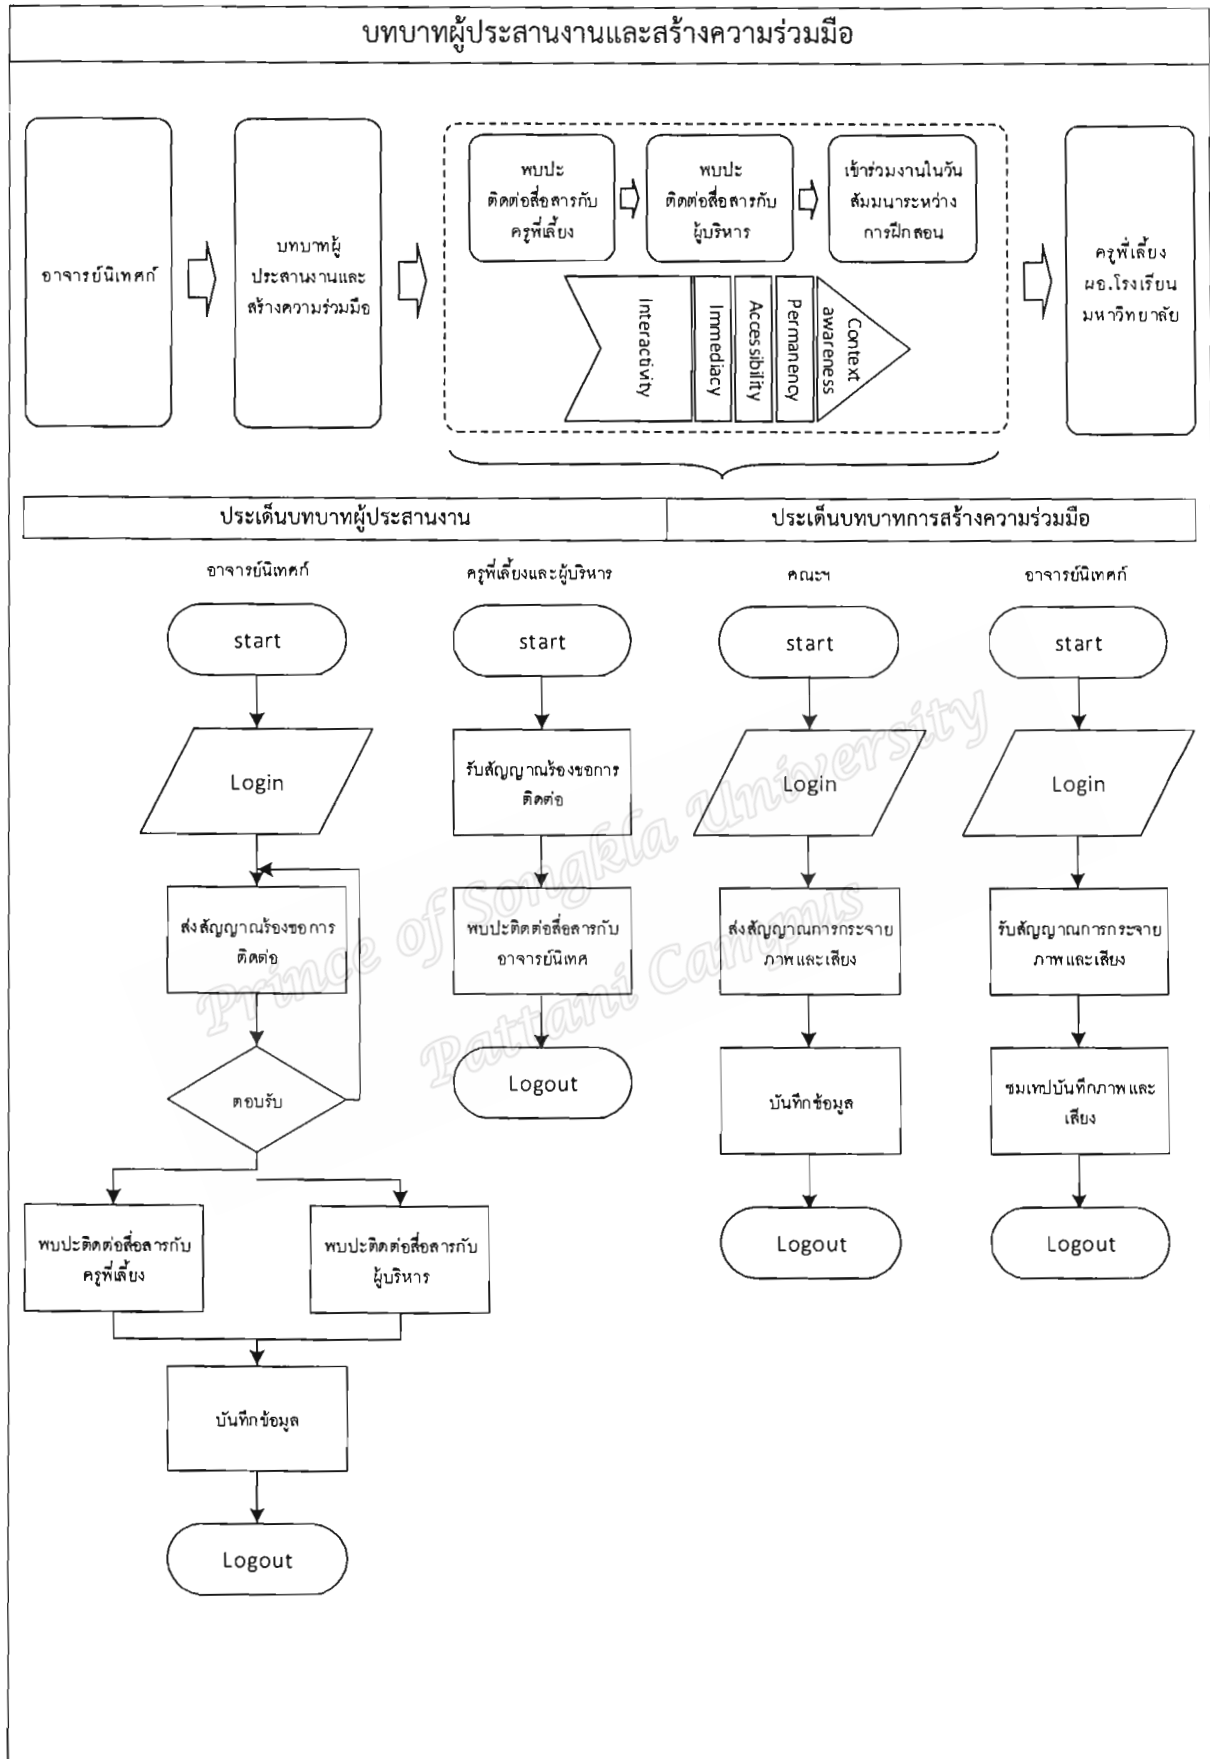 บทบาทผู้ประสานงานและสร้างความร่วมมือ
อาจารย์นิเทศก์
บทบาทผู้
ประสานงานและ
สร้างความร่วมมือ
พบปะ
ติดต่อสื่อสารกับ
ครูพี่เลี้ยง
พบปะ
ติดต่อสื่อสารกับ
ผู้บริหาร
เข้าร่วมงานในวัน
สัมมนาระหว่าง
การฝึกสอน
Interactivity
Immediacy
Accessibility
Permanency
Context
awareness
ครูพี่เลี้ยง
ผอ.โรงเรียน
มหาวิทยาลัย
ประเด็นบทบาทผู้ประสานงาน
ประเด็นบทบาทการสร้างความร่วมมือ
อาจารย์นิเทศก์
start
Login
ส่งสัญญาณร้องขอการ
ติดต่อ
ตอบรับ
พบปะติดต่อสื่อสารกับ
ครูพี่เลี้ยง
พบปะติดต่อสื่อสารกับ
ผู้บริหาร
บันทึกข้อมูล
Logout
ครูพี่เลี้ยงและผู้บริหาร
start
รับสัญญาณร้องขอการ
ติดต่อ
พบปะติดต่อสื่อสารกับ
อาจารย์นิเทศ
Logout
คณะฯ
start
Login
ส่งสัญญาณการกระจาย
ภาพและเสียง
บันทึกข้อมูล
Logout
อาจารย์นิเทศก์
start
Login
รับสัญญาณการกระจาย
ภาพและเสียง
ชมเทปบันทึกภาพและ
เสียง
Logout
Prince of Songkla University
Pattani Campus